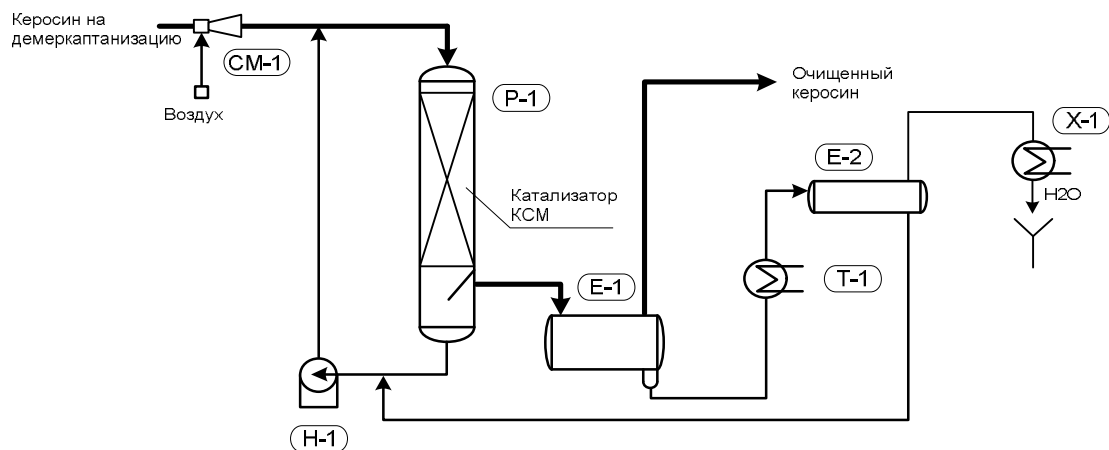 Керосин на
демеркаптанизацию
СМ-1
Воздух
Р-1
Очищенный
керосин
Х-1
Е-2
Н2О
Катализатор
КСМ
Е-1
Т-1
Н-1